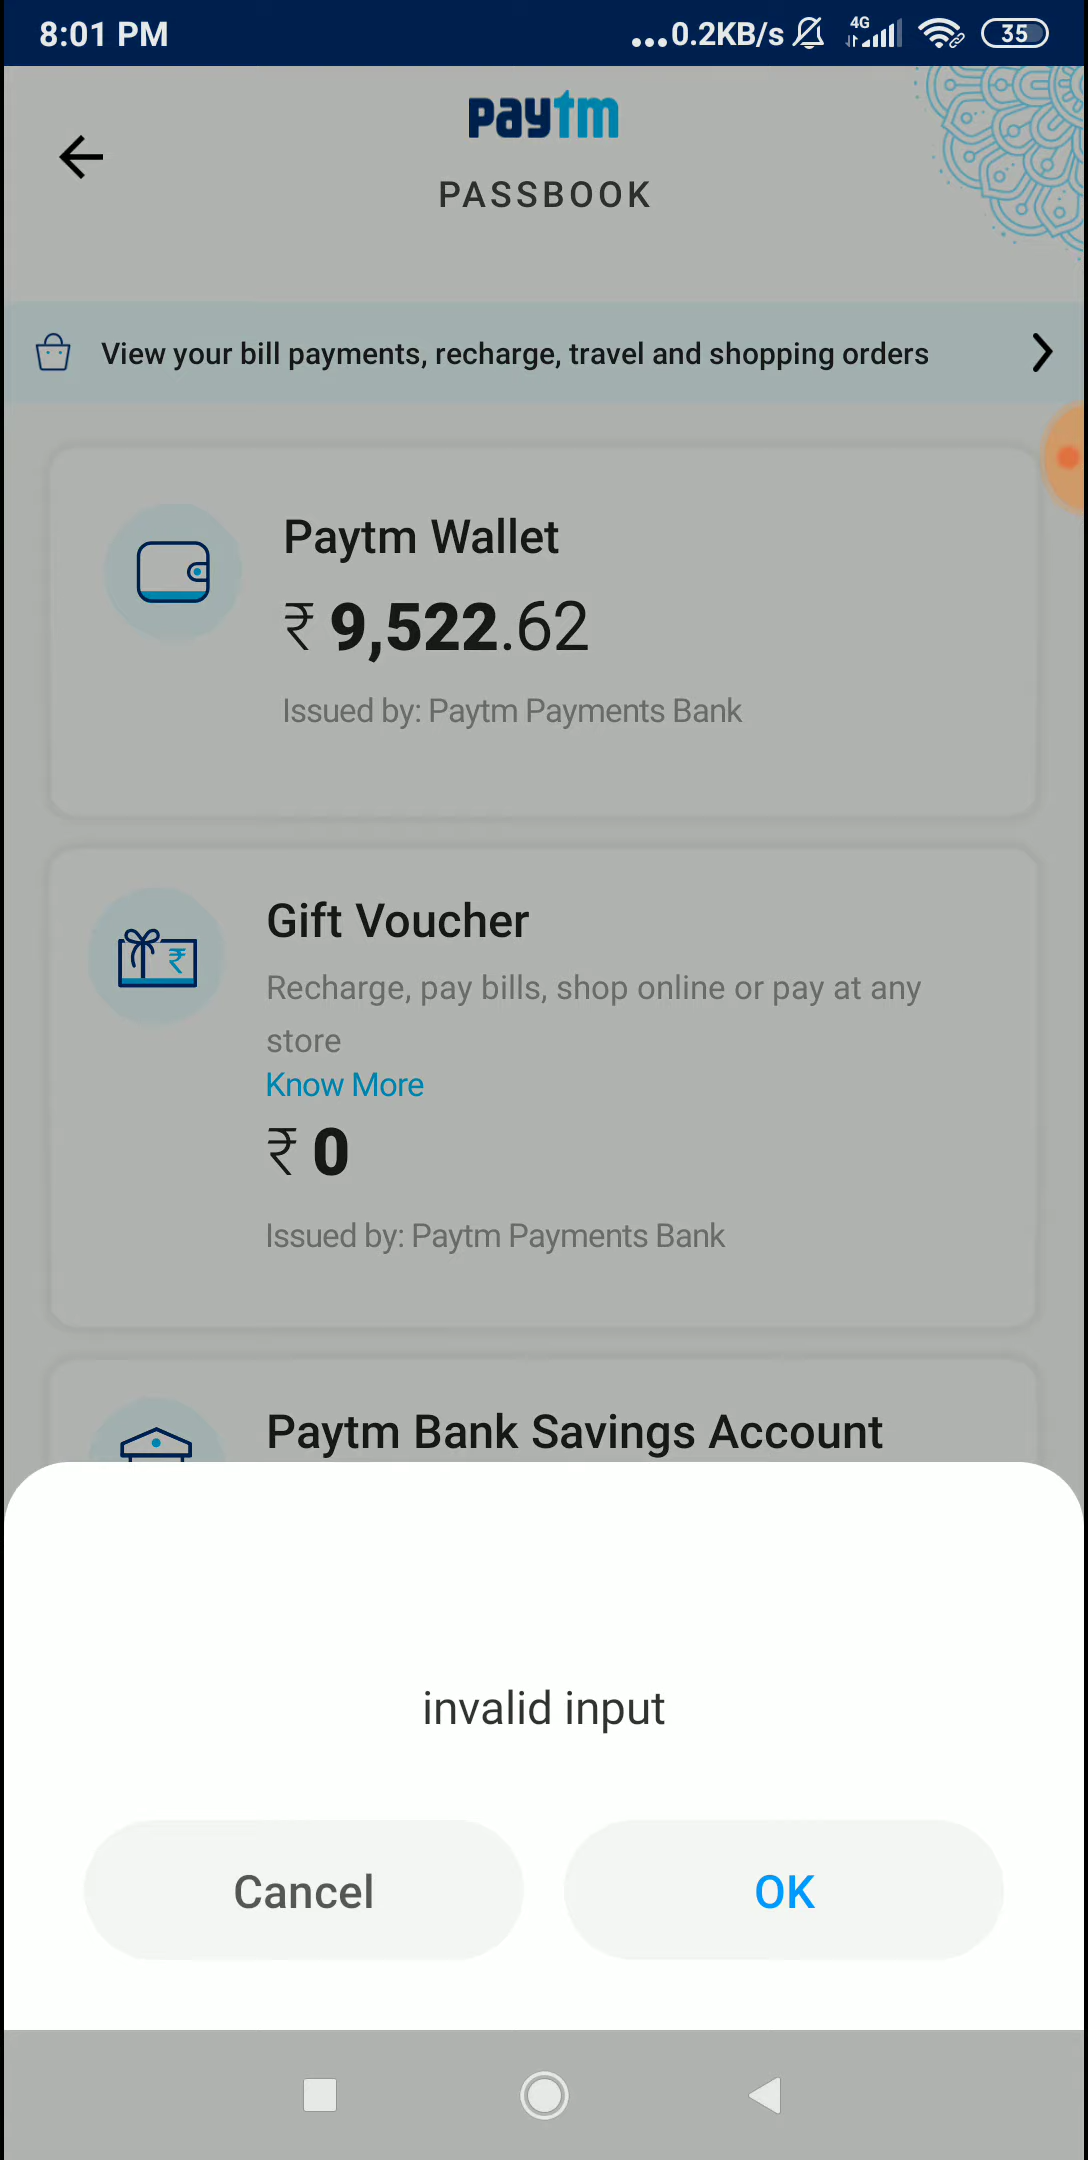 8:01 PM ...0.2KB/s 4G 35
paytm
PASSBOOK
View your bill payments, recharge, travel and shopping orders
Paytm Wallet
₹ 9,522.62
Issued by: Paytm Payments Bank
Gift Voucher
Recharge, pay bills, shop online or pay at any
store
Know More
₹ 0
Issued by: Paytm Payments Bank
Paytm Bank Savings Account
invalid input
Cancel OK